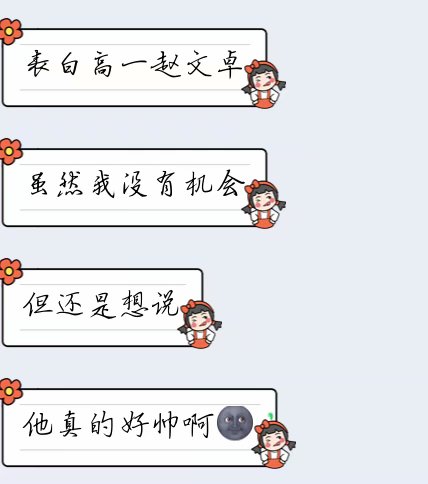 表白高一赵文卓
虽然我没有机会
但还是想说
他真的好帅啊🌚